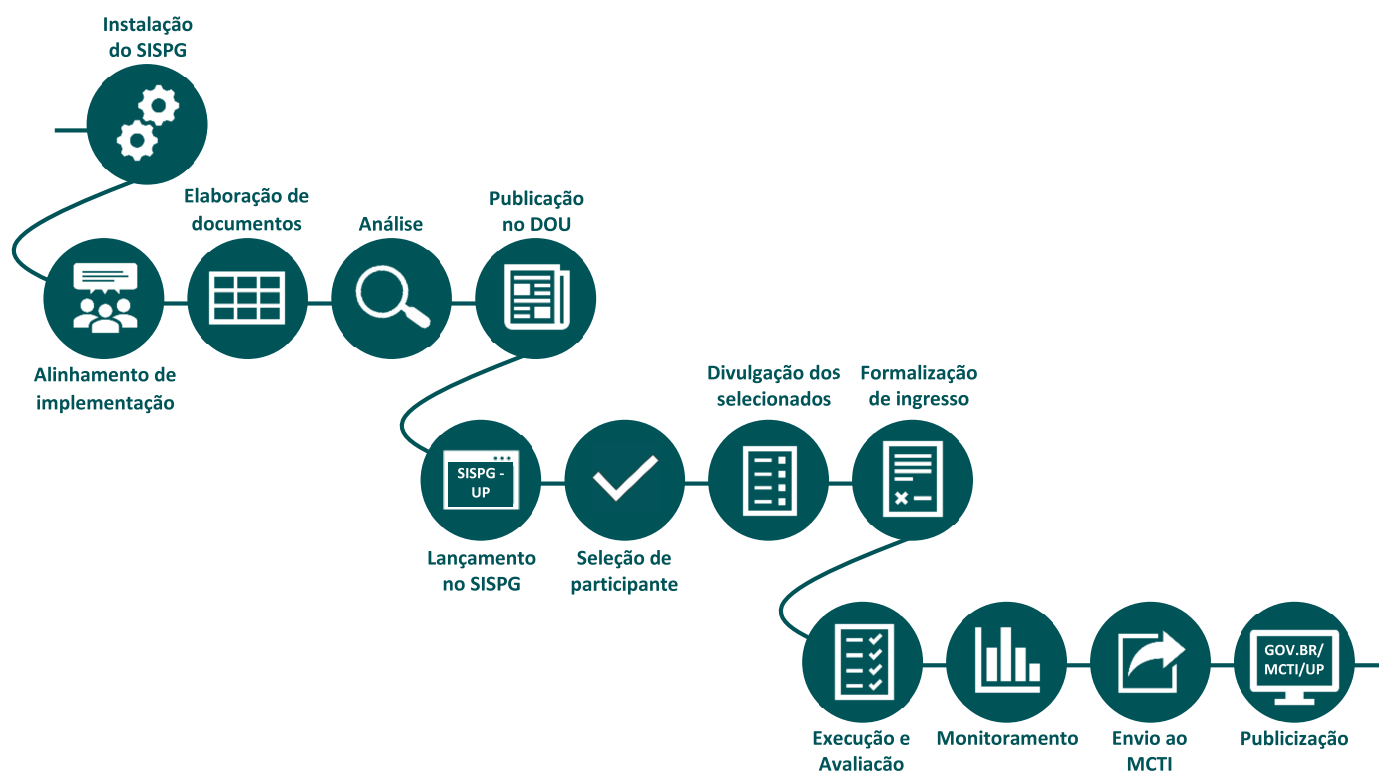 Instalação
do SISPG
Elaboração de
documentos
Análise
Publicação
no DOU
Alinhamento de
implementação
Divulgação dos
selecionados
Formalização
de ingresso
SISPG -
UP
Lançamento
no SISPG
Seleção de
participante
GOV.BR/
MCTI/UP
Execução e
Avaliação
Monitoramento
Envio ao
MCTI
Publicização